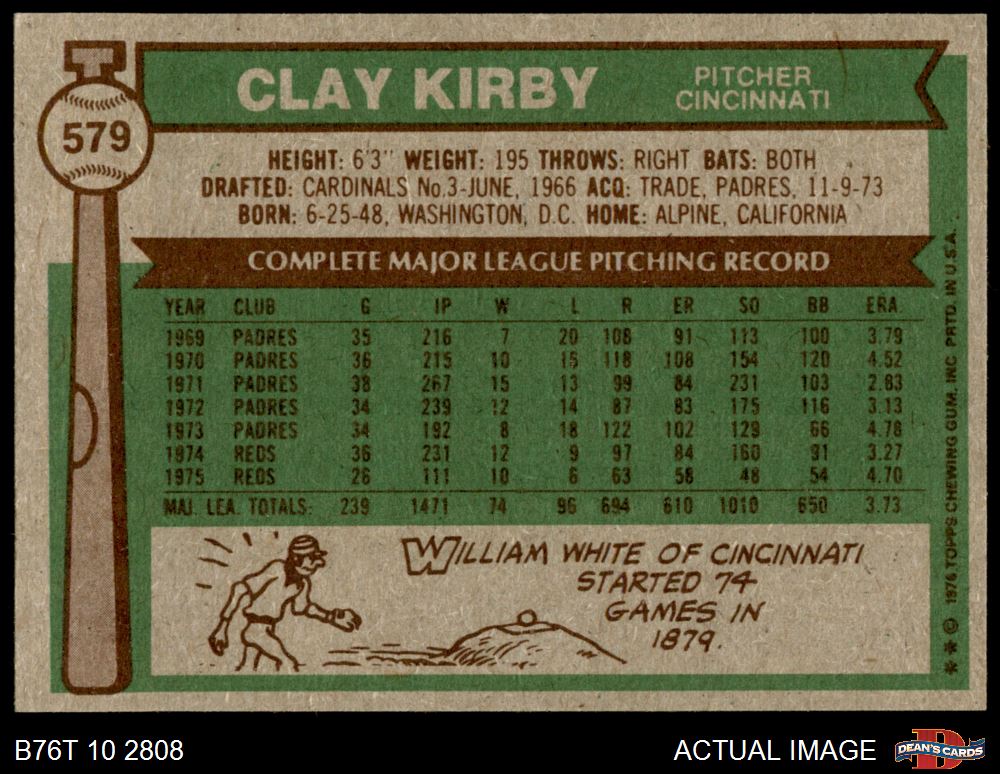 CLAY KIRBY
PITCHER
CINCINNATI
579
HEIGHT: 6'3" WEIGHT: 195 THROWS: RIGHT BATS: BOTH
DRAFTED: CARDINALS No.3-JUNE, 1966 ACQ: TRADE, PADRES, 11-9-73
BORN: 6-25-48, WASHINGTON, D.C. HOME: ALPINE, CALIFORNIA
COMPLETE MAJOR LEAGUE PITCHING RECORD
YEAR CLUB G IP W L R ER SO BB ERA
1969 PADRES 35 216 7 20 108 91 113 100 3.79
1970 PADRES 36 215 10 15 118 108 154 120 4.52
1971 PADRES 38 267 15 13 99 84 231 103 2.83
1972 PADRES 34 239 12 14 87 83 175 116 3.13
1973 PADRES 34 192 8 18 122 102 129 66 4.78
1974 REDS 36 231 12 9 97 84 160 91 3.27
1975 REDS 26 111 10 6 63 58 48 54 4.70
MAJ. LEA. TOTALS: 239 1471 74 96 694 610 1010 650 3.73
WILLIAM WHITE OF CINCINNATI
STARTED 74
GAMES IN
1879.
**© 1976 TOPPS CHEWING GUM, INC PRTD. IN U.S.A.
B76T 10 2808
ACTUAL IMAGE
D
DEAN'S CARDS